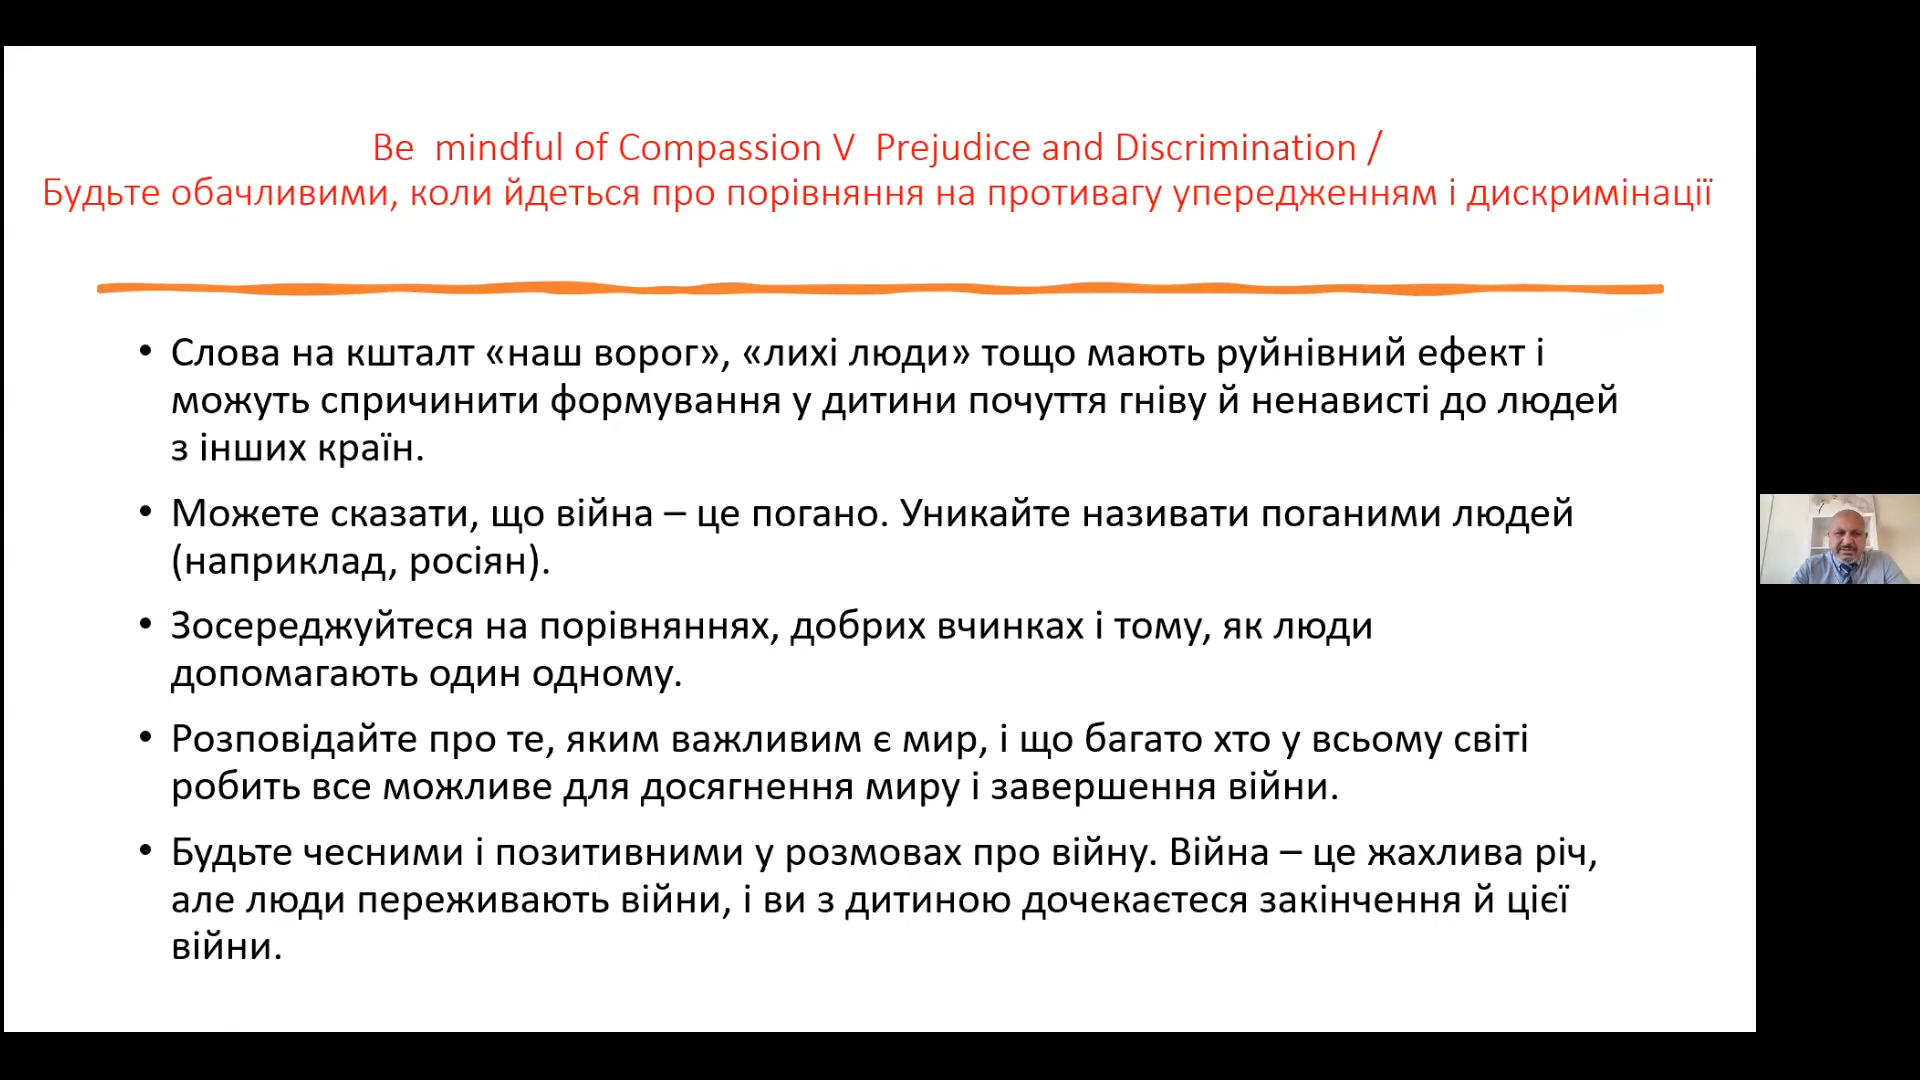 Be  mindful of Compassion V  Prejudice and Discrimination /
Будьте обачливими, коли йдеться про порівняння на противагу упередженням і дискримінації
• Слова на кшталт «наш ворог», «лихі люди» тощо мають руйнівний ефект і
можуть спричинити формування у дитини почуття гніву й ненависті до людей
з інших країн.
• Можете сказати, що війна – це погано. Уникайте називати поганими людей
(наприклад, росіян).
• Зосереджуйтеся на порівняннях, добрих вчинках і тому, як люди
допомагають один одному.
• Розповідайте про те, яким важливим є мир, і що багато хто у всьому світі
робить все можливе для досягнення миру і завершення війни.
• Будьте чесними і позитивними у розмовах про війну. Війна – це жахлива річ,
але люди переживають війни, і ви з дитиною дочекаєтеся закінчення й цієї
війни.